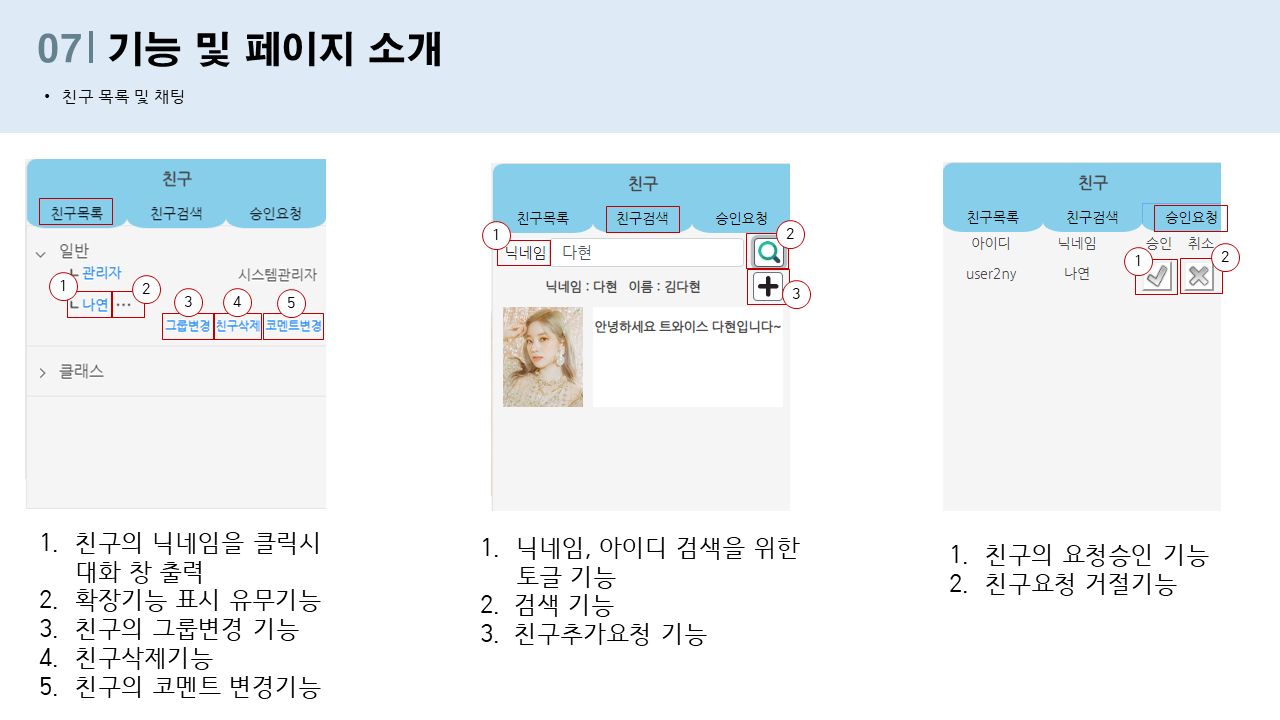 07| 기능 및 페이지 소개
• 친구 목록 및 채팅
친구
친구목록 친구검색 승인요청
일반
ㄴ 관리자 시스템관리자
1 2
ㄴ 나연 ···
3 4 5
그룹변경 친구삭제 코멘트변경
클래스
1. 친구의 닉네임을 클릭시
대화 창 출력
2. 확장기능 표시 유무기능
3. 친구의 그룹변경 기능
4. 친구삭제기능
5. 친구의 코멘트 변경기능
친구
친구목록 친구검색 승인요청
1 2
닉네임 다현
닉네임 : 다현 이름 : 김다현
3
안녕하세요 트와이스 다현입니다~
1. 닉네임, 아이디 검색을 위한
토글 기능
2. 검색 기능
3. 친구추가요청 기능
친구
친구목록 친구검색 승인요청
아이디 닉네임 승인 취소
1 2
user2ny 나연
1. 친구의 요청승인 기능
2. 친구요청 거절기능